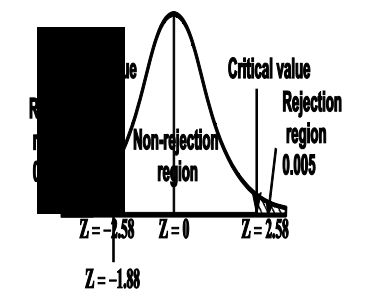 Critical value
Rejection
region
0.005
Non-rejection
region
Z = –2.58
Z = 0
Z = 2.58
Z = –1.88